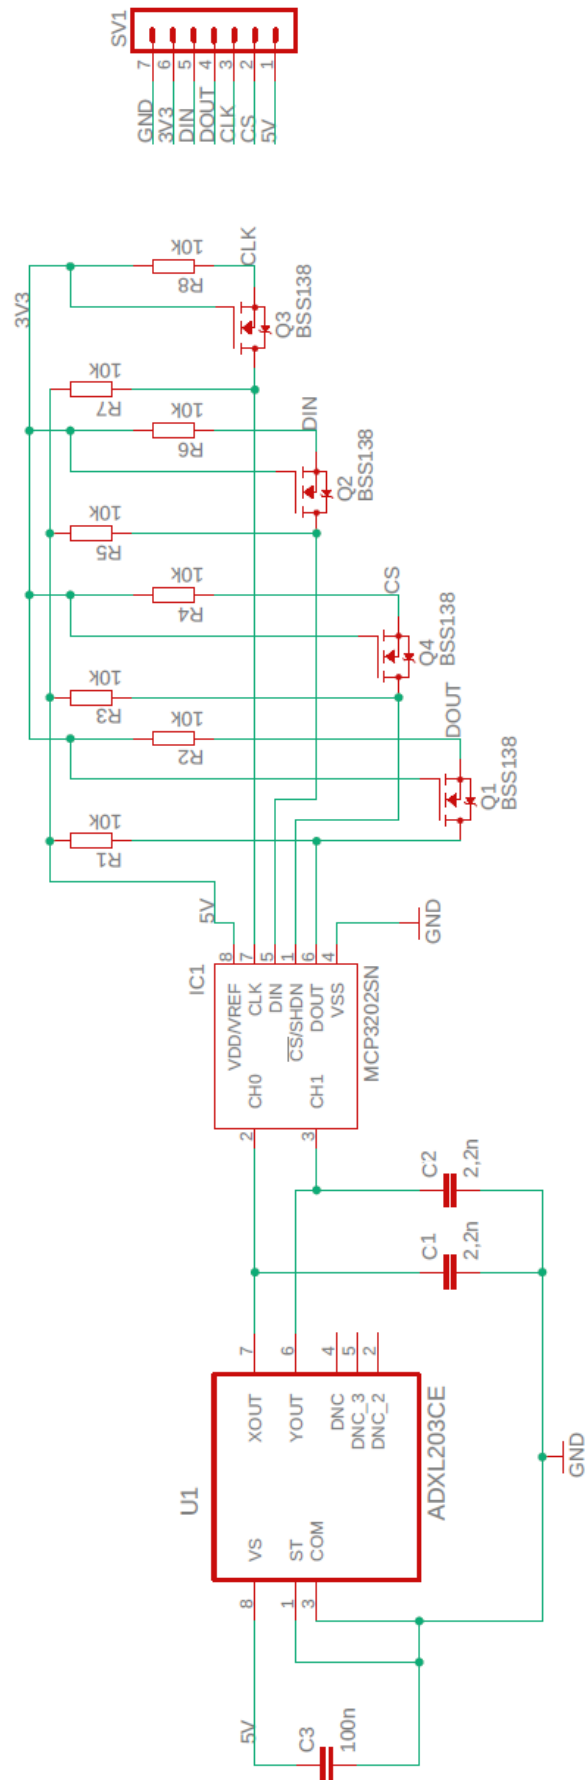 SV1
7
6
5
4
3
2
1
GND
3V3
DIN
DOUT
CLK
CS
5V
3V3
10k
R8
CLK
Q3
BSS138
10k
R7
10k
R6
DIN
Q2
BSS138
10k
R5
10k
R4
CS
Q4
BSS138
10k
R3
10k
R2
DOUT
Q1
BSS138
10k
R1
5V
GND
IC1
8
7
5
1
6
4
VDD/VREF
CLK
DIN
CS/SHDN
DOUT
VSS
CH0
CH1
MCP3202SN
2
3
C2
2,2n
C1
2,2n
7
6
4
5
2
XOUT
YOUT
DNC
DNC_3
DNC_2
U1
ADXL203CE
GND
VS
ST
COM
8
1
3
5V
C3
100n